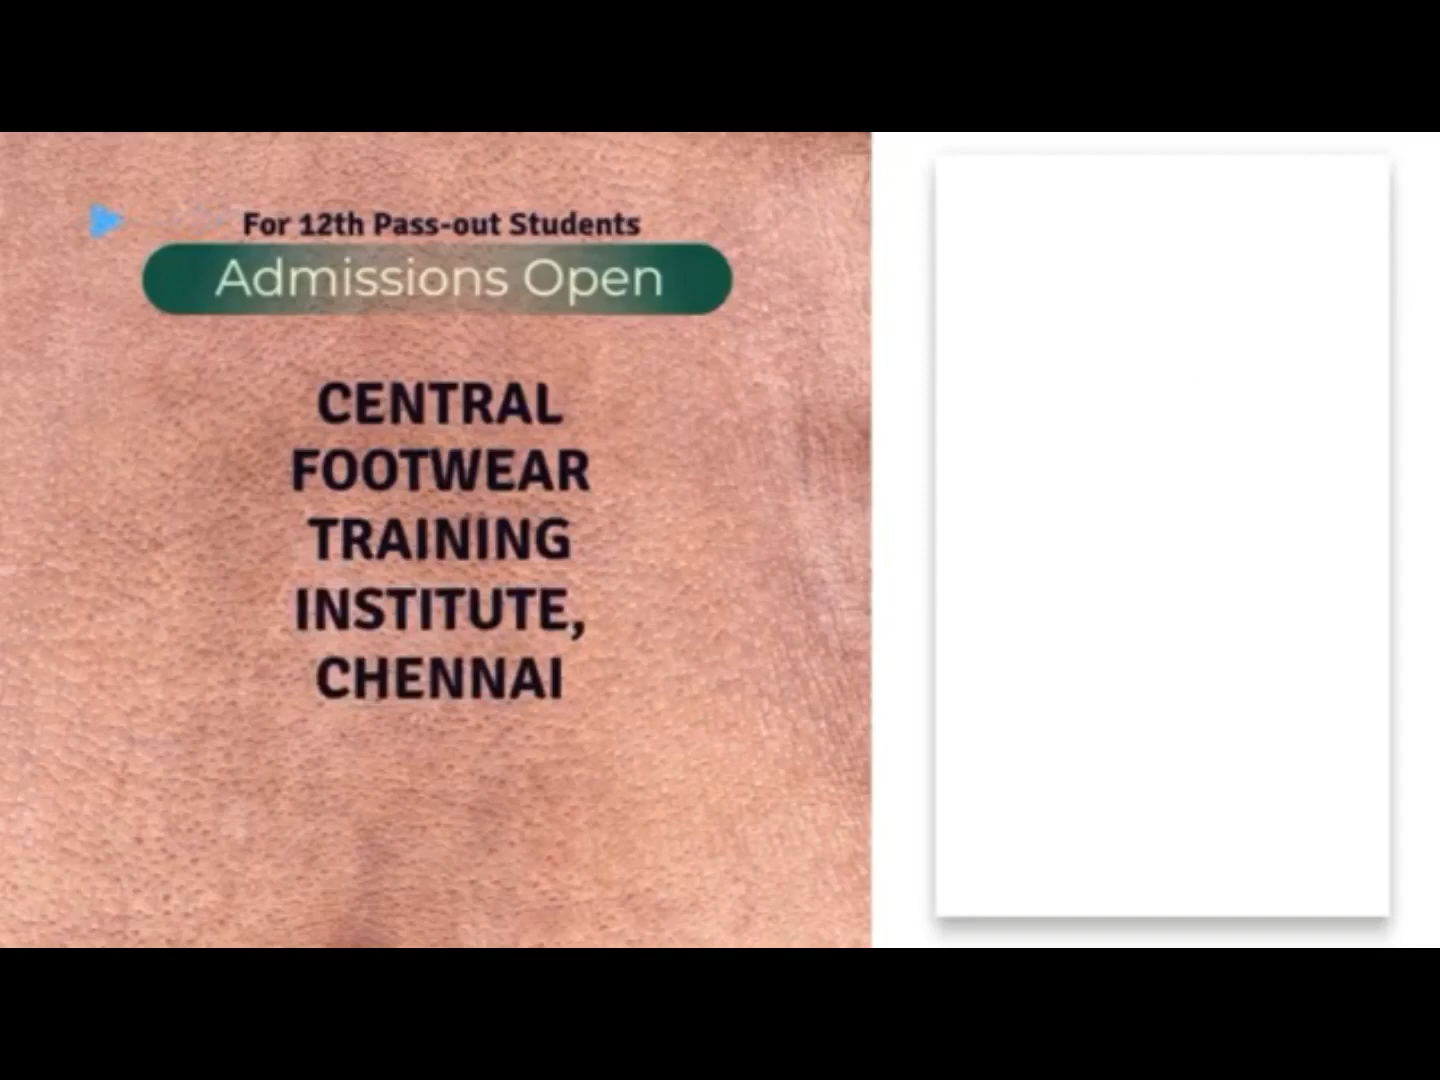 For 12th Pass-out Students
Admissions Open
CENTRAL
FOOTWEAR
TRAINING
INSTITUTE,
CHENNAI